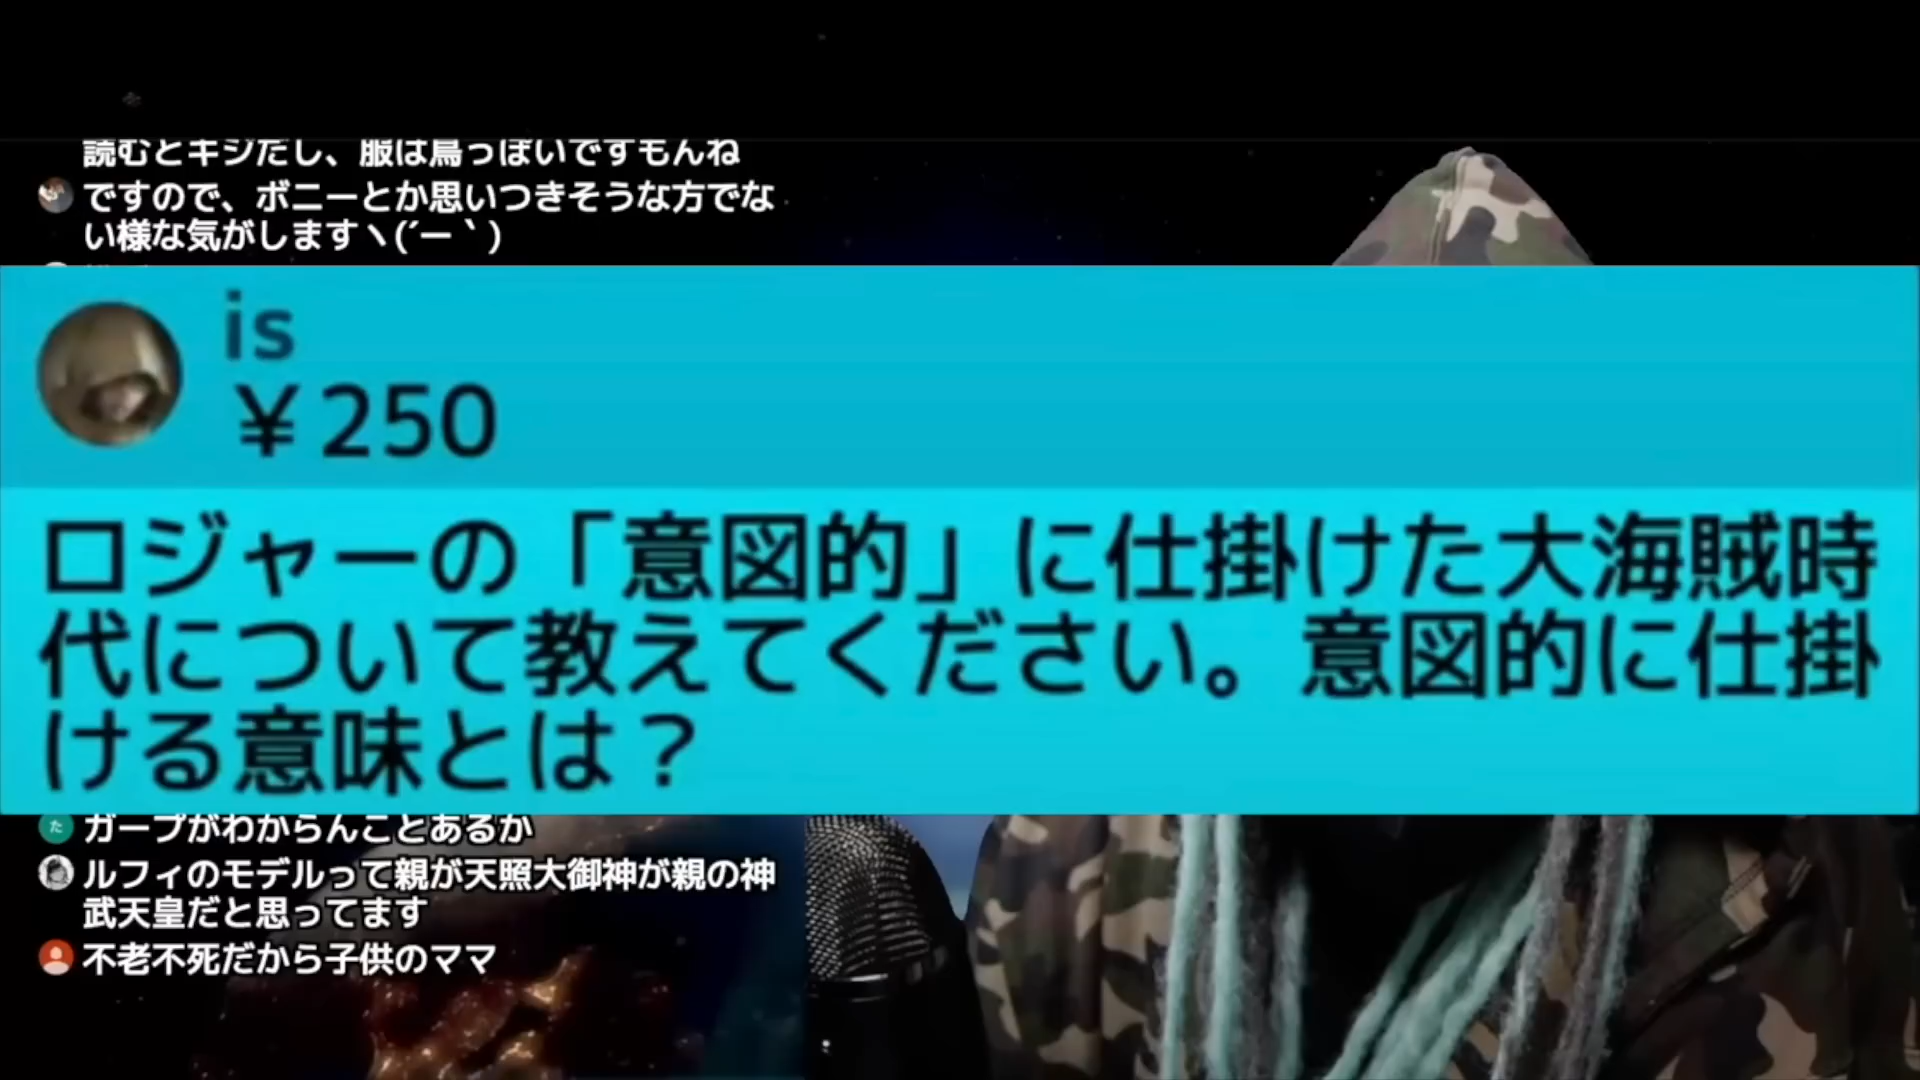 読むとキジだし、服は鳥っぽいですもんね
ですので、ボニーとか思いつきそうな方でな
い様な気がしますヽ(´ー｀)
is
￥250
ロジャーの「意図的」に仕掛けた大海賊時
代について教えてください。意図的に仕掛
ける意味とは？
た
ガープがわからんことあるか
ルフィのモデルって親が天照大御神が親の神
武天皇だと思ってます
不老不死だから子供のママ